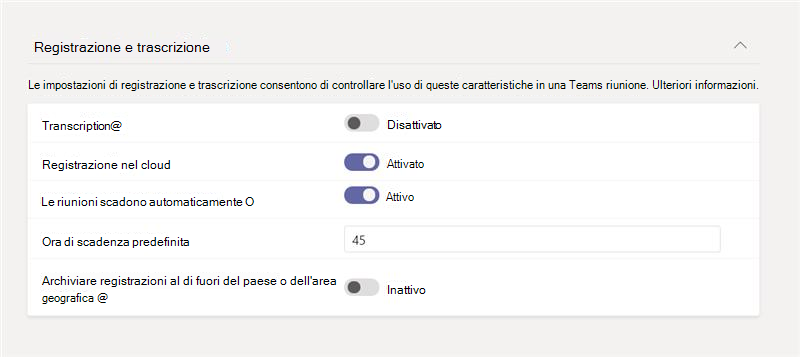 Registrazione e trascrizione
Le impostazioni di registrazione e trascrizione consentono di controllare l'uso di queste caratteristiche in una Teams riunione. Ulteriori informazioni.
Transcription@ Disattivato
Registrazione nel cloud Attivato
Le riunioni scadono automaticamente O Attivo
Ora di scadenza predefinita 45
Archiviare registrazioni al di fuori del paese o dell'area
geografica @ Inattivo